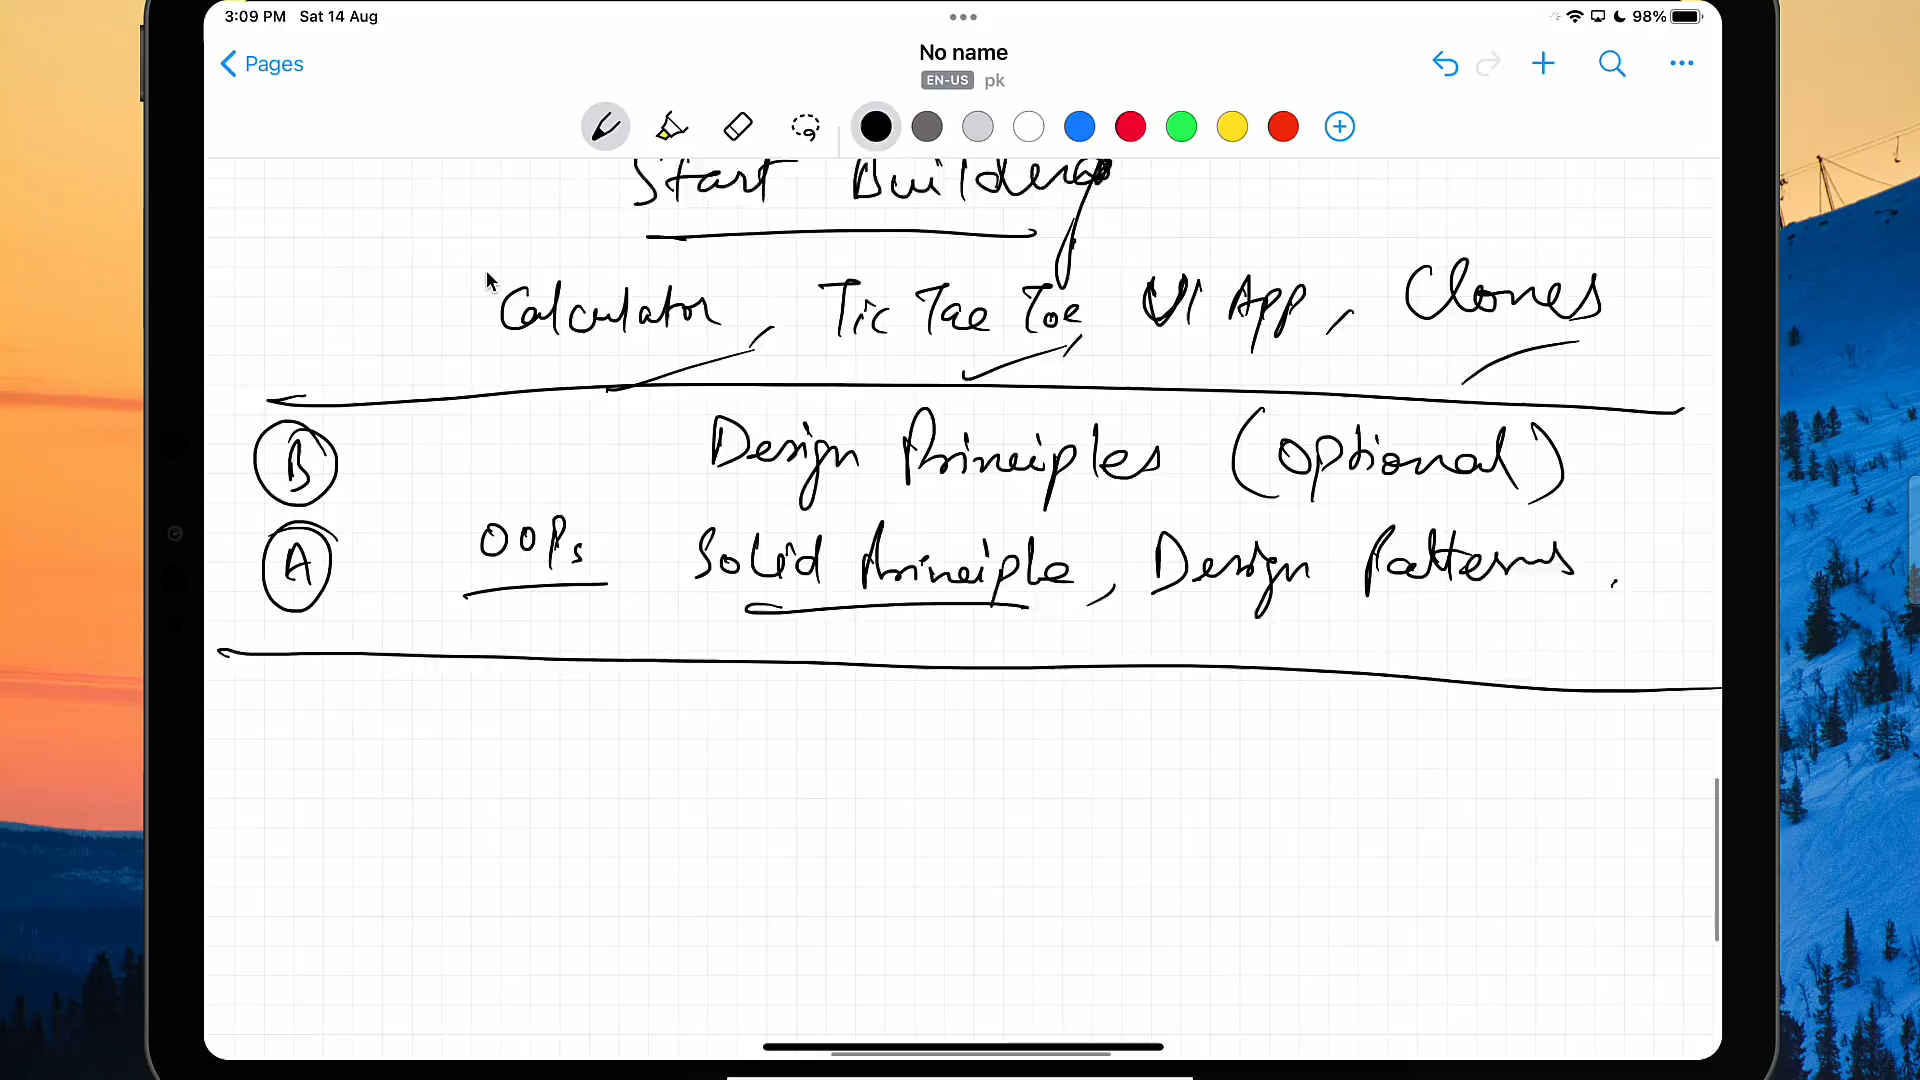 3:09 PM Sat 14 Aug 98%
Pages
No name
EN-US pk
Start Building
Calculator, Tic Tac Toe UI App, Clones
B Design Principles (optional)
A OOPs Solid Principle, Design Patterns.